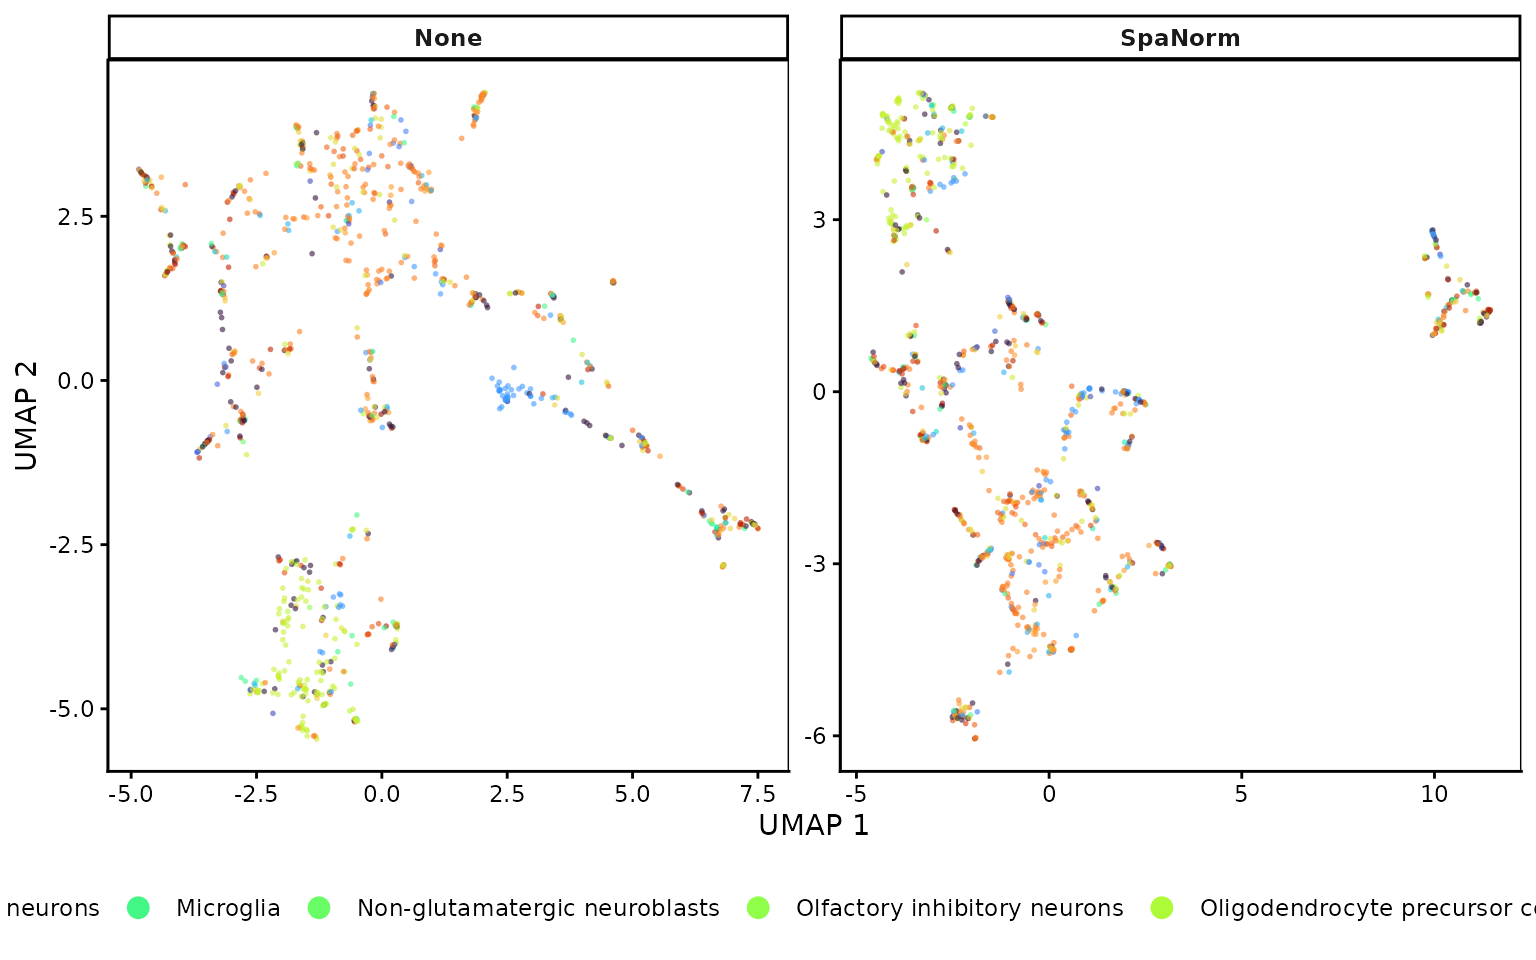 None
SpaNorm
2.5
0.0
-2.5
-5.0
3
0
-3
-6
UMAP 2
-5.0 -2.5 0.0 2.5 5.0 7.5
-5 0 5 10
UMAP 1
neurons Microglia Non-glutamatergic neuroblasts Olfactory inhibitory neurons Oligodendrocyte precursor c